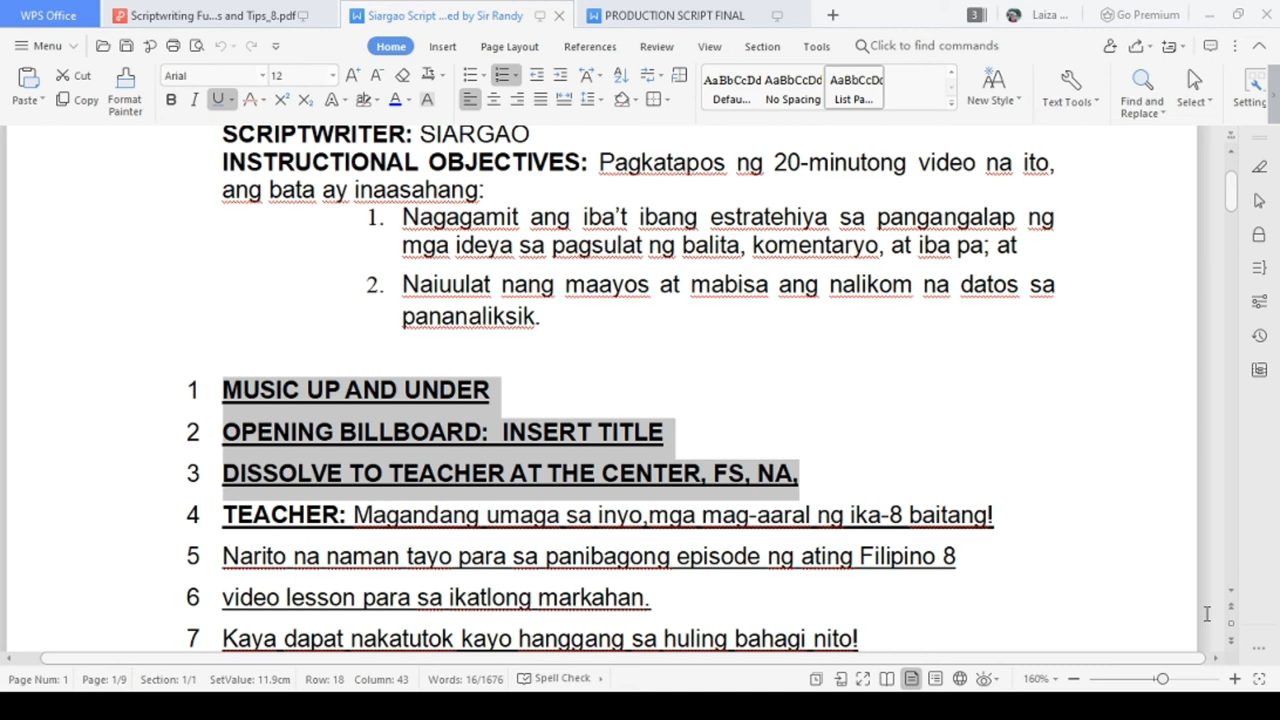 WPS Office
Scriptwriting Fu...s and Tips_8.pdf
Siargao Script ...ed by Sir Randy
PRODUCTION SCRIPT FINAL
3
Laiza ...
Go Premium
Menu
Home
Insert
Page Layout
References
Review
View
Section
Tools
Click to find commands
Paste
Cut
Copy
Format Painter
Arial
12
AaBbCcDd
Defau...
AaBbCcDd
No Spacing
AaBbCcDd
List Pa...
New Style
Text Tools
Find and Replace
Select
Setting
SCRIPTWRITER: SIARGAO
INSTRUCTIONAL OBJECTIVES: Pagkatapos ng 20-minutong video na ito,
ang bata ay inaasahang:
1. Nagagamit ang iba't ibang estratehiya sa pangangalap ng
mga ideya sa pagsulat ng balita, komentaryo, at iba pa; at
2. Naiuulat nang maayos at mabisa ang nalikom na datos sa
pananaliksik.
1 MUSIC UP AND UNDER
2 OPENING BILLBOARD: INSERT TITLE
3 DISSOLVE TO TEACHER AT THE CENTER, FS, NA,
4 TEACHER: Magandang umaga sa inyo,mga mag-aaral ng ika-8 baitang!
5 Narito na naman tayo para sa panibagong episode ng ating Filipino 8
6 video lesson para sa ikatlong markahan.
7 Kaya dapat nakatutok kayo hanggang sa huling bahagi nito!
Page Num: 1
Page: 1/9
Section: 1/1
SetValue: 11.9cm
Row: 18
Column: 43
Words: 16/1676
Spell Check
160%